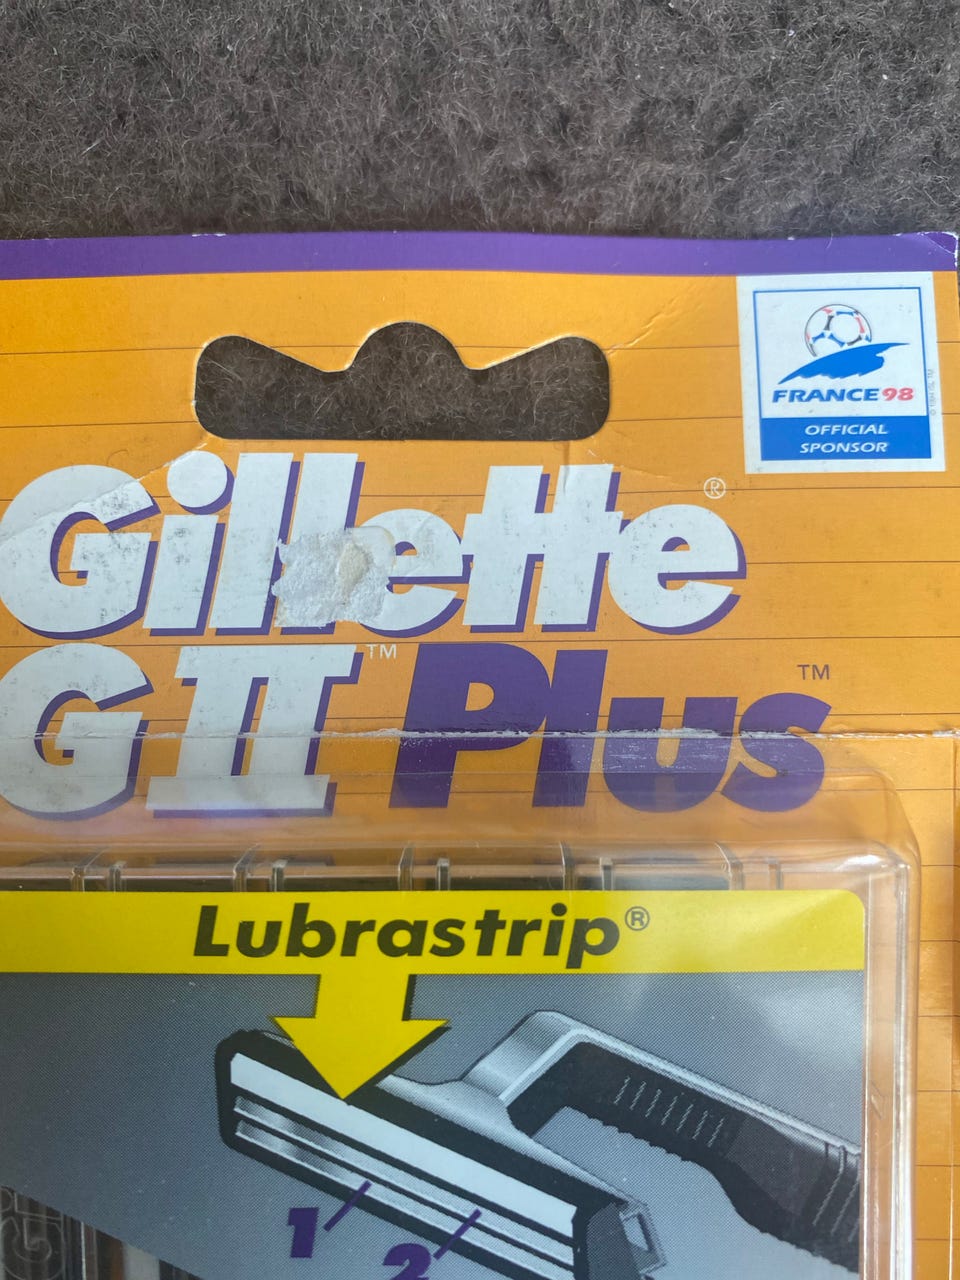 FRANCE 98
OFFICIAL
SPONSOR
Gillette®
GII™ Plus™
Lubrastrip®
1
2